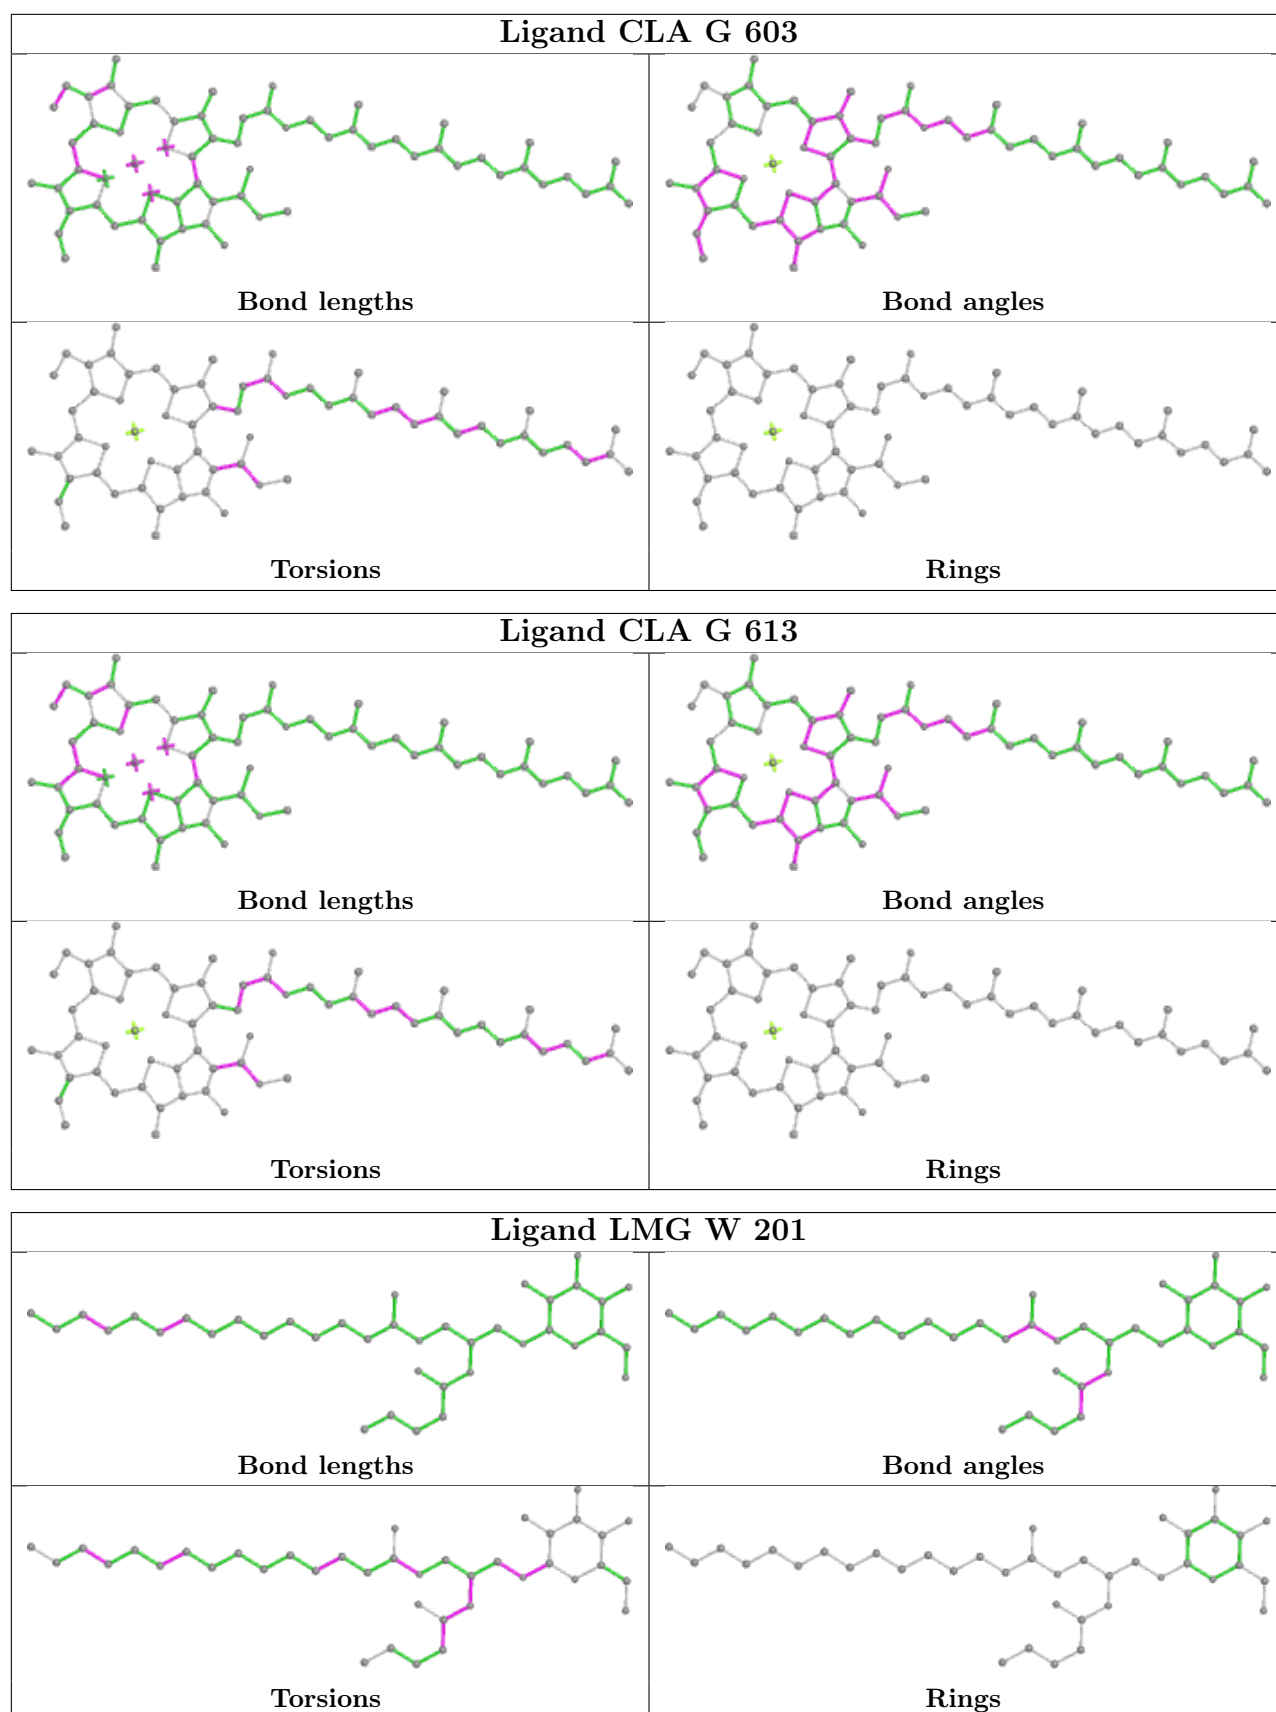 Ligand CLA G 603
Bond lengths
Bond angles
Torsions
Rings
Ligand CLA G 613
Bond lengths
Bond angles
Torsions
Rings
Ligand LMG W 201
Bond lengths
Bond angles
Torsions
Rings